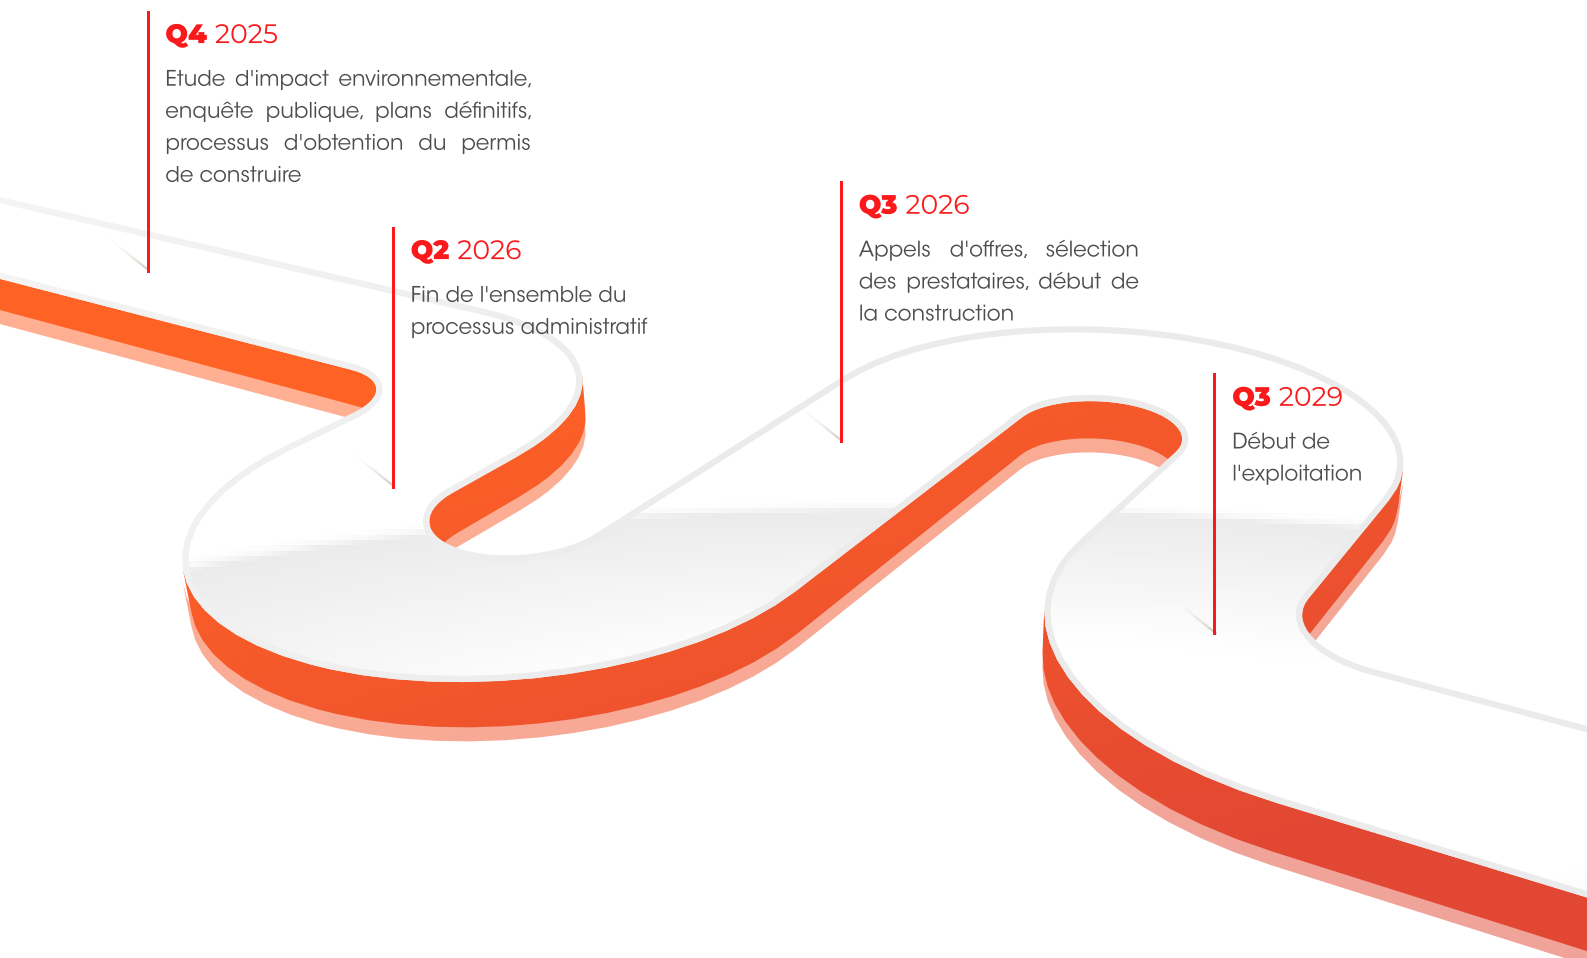 Q4 2025
Etude d'impact environnementale,
enquête publique, plans définitifs,
processus d'obtention du permis
de construire
Q2 2026
Fin de l'ensemble du
processus administratif
Q3 2026
Appels d'offres, sélection
des prestataires, début de
la construction
Q3 2029
Début de
l'exploitation